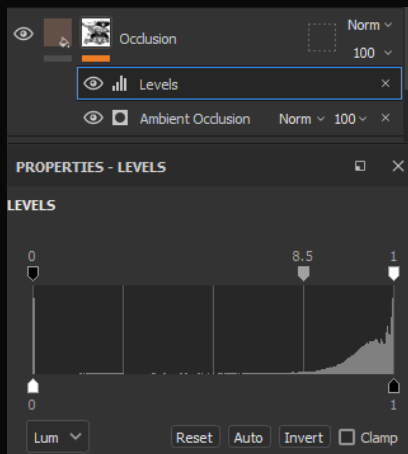 Norm
Occlusion
100
Levels
Ambient Occlusion Norm 100
PROPERTIES - LEVELS
LEVELS
0 8.5 1
0 1
Lum Reset Auto Invert Clamp